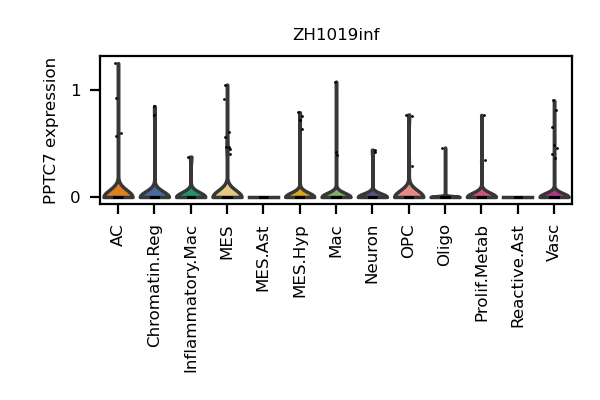 ZH1019inf
PPTC7 expression
1
0
AC
Chromatin.Reg
Inflammatory.Mac
MES
MES.Ast
MES.Hyp
Mac
Neuron
OPC
Oligo
Prolif.Metab
Reactive.Ast
Vasc